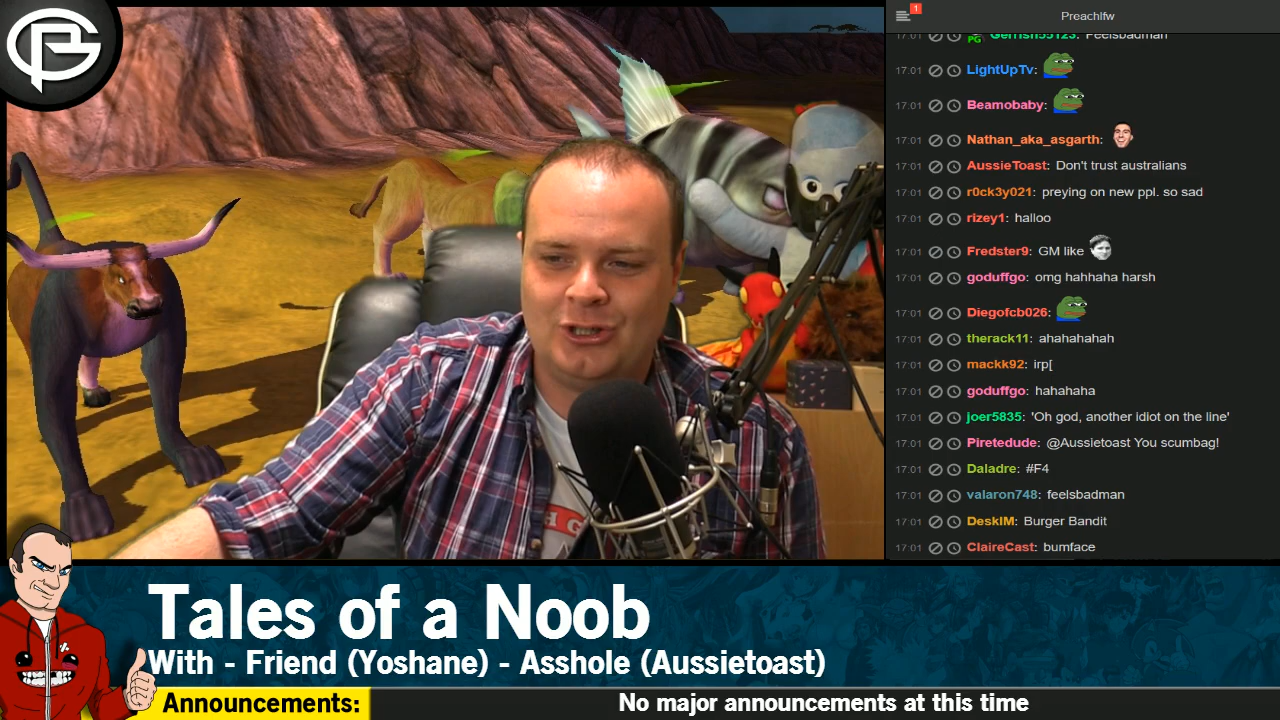 1
Preachlfw
17:01 Gerrish55123: Feelsbadman
17:01 LightUpTv:
17:01 Beamobaby:
17:01 Nathan_aka_asgarth:
17:01 AussieToast: Don't trust australians
17:01 r0ck3y021: preying on new ppl. so sad
17:01 rizey1: halloo
17:01 Fredster9: GM like
17:01 goduffgo: omg hahhaha harsh
17:01 Diegofcb026:
17:01 therack11: ahahahahah
17:01 mackk92: irp[
17:01 goduffgo: hahahaha
17:01 joer5835: 'Oh god, another idiot on the line'
17:01 Piretedude: @Aussietoast You scumbag!
17:01 Daladre: #F4
17:01 valaron748: feelsbadman
17:01 DeskIM: Burger Bandit
17:01 ClaireCast: bumface
Tales of a Noob
With - Friend (Yoshane) - Asshole (Aussietoast)
Announcements: No major announcements at this time